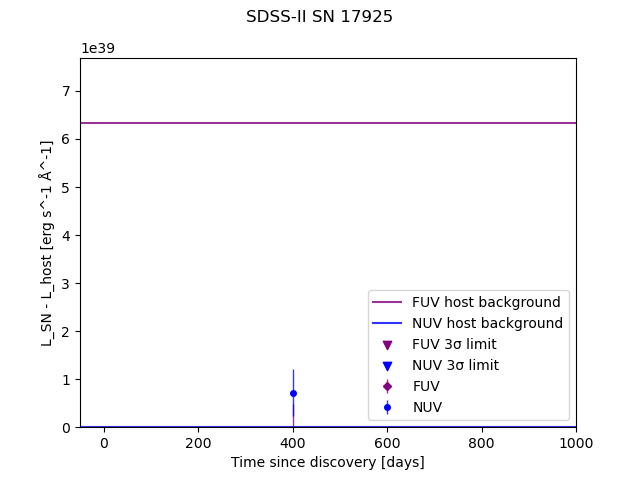 SDSS-II SN 17925
1e39
7
6
5
4
3
2
1
0
L_SN - L_host [erg s^-1 Å^-1]
FUV host background
NUV host background
FUV 3σ limit
NUV 3σ limit
FUV
NUV
0 200 400 600 800 1000
Time since discovery [days]